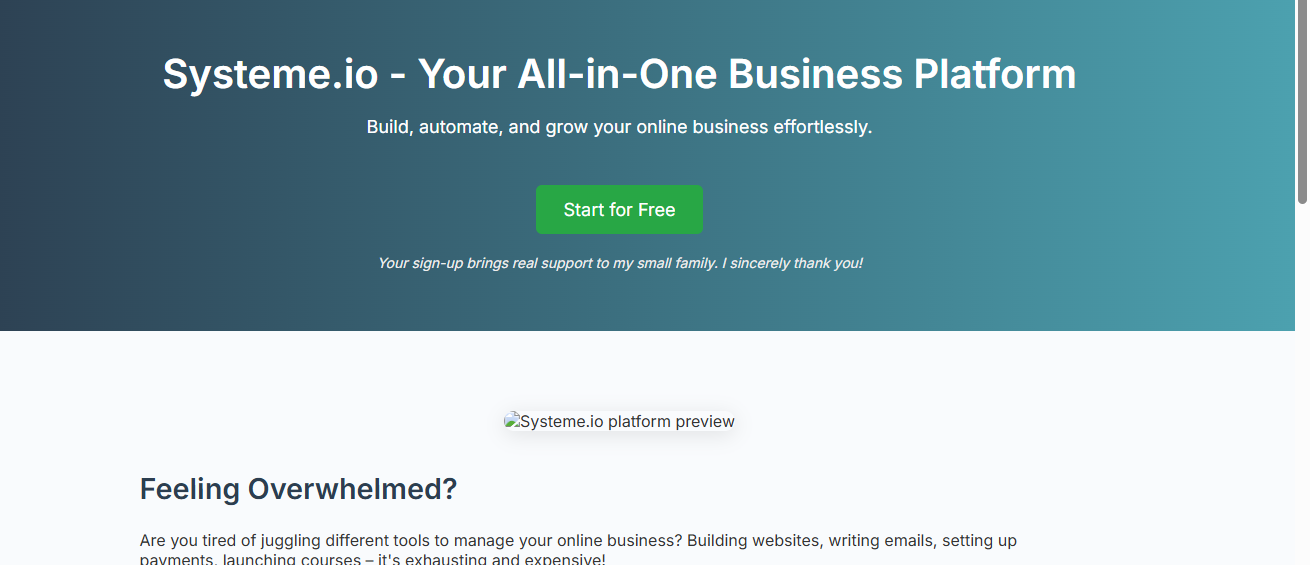 Systeme.io - Your All-in-One Business Platform
Build, automate, and grow your online business effortlessly.
Start for Free
Your sign-up brings real support to my small family. I sincerely thank you!
Systeme.io platform preview
Feeling Overwhelmed?
Are you tired of juggling different tools to manage your online business? Building websites, writing emails, setting up
payments, launching courses – it's exhausting and expensive!